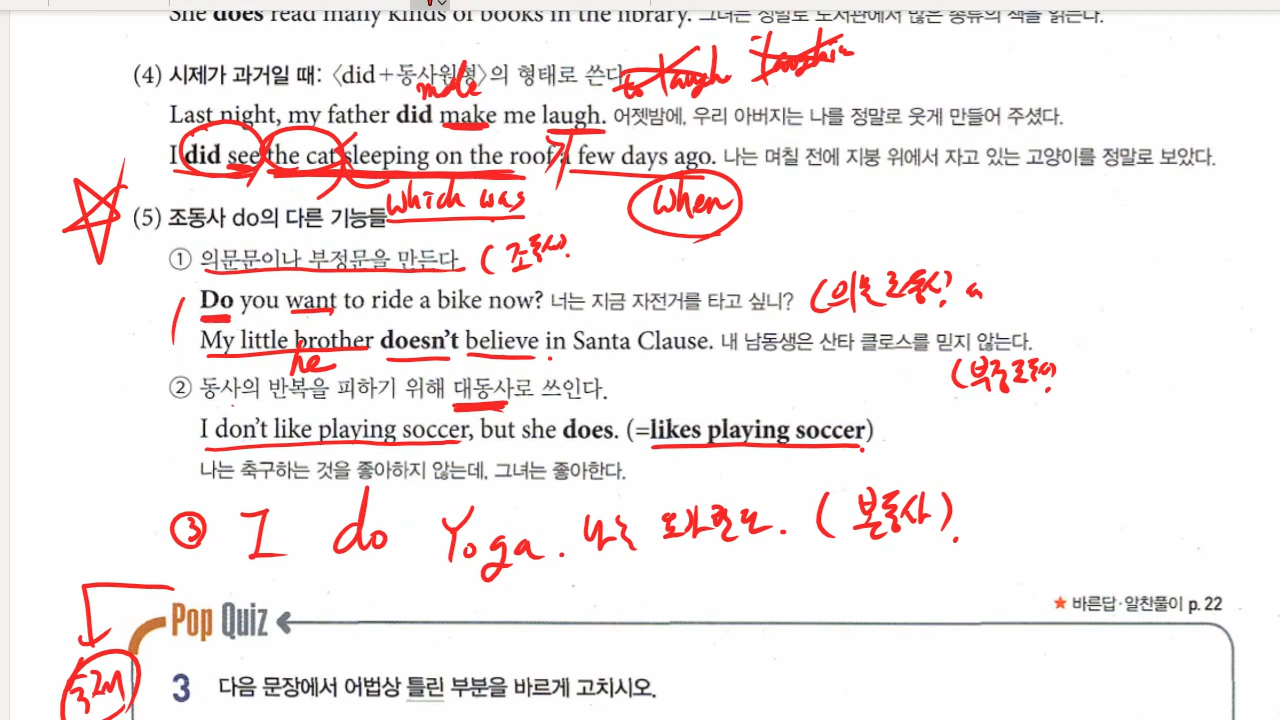 She does read many kinds of books in the library. 그녀는 정말로 도서관에서 많은 종류의 책을 읽는다.
(4) 시제가 과거일 때: 〈did+동사원형〉의 형태로 쓴다.
to laugh
made
Last night, my father did make me laugh. 어젯밤에, 우리 아버지는 나를 정말로 웃게 만들어 주셨다.
I did see the cat sleeping on the roof a few days ago. 나는 며칠 전에 지붕 위에서 자고 있는 고양이를 정말로 보았다.
which was
when
(5) 조동사 do의 다른 기능들
① 의문문이나 부정문을 만든다. (조동사)
Do you want to ride a bike now? 너는 지금 자전거를 타고 싶니?
My little brother doesn't believe in Santa Clause. 내 남동생은 산타 클로스를 믿지 않는다.
he
② 동사의 반복을 피하기 위해 대동사로 쓰인다.
I don't like playing soccer, but she does. (=likes playing soccer)
나는 축구하는 것을 좋아하지 않는데, 그녀는 좋아한다.
③ I do Yoga. 나는 요가한다. (본동사).
Pop Quiz
★ 바른답·알찬풀이 p. 22
숙제
3 다음 문장에서 어법상 틀린 부분을 바르게 고치시오.